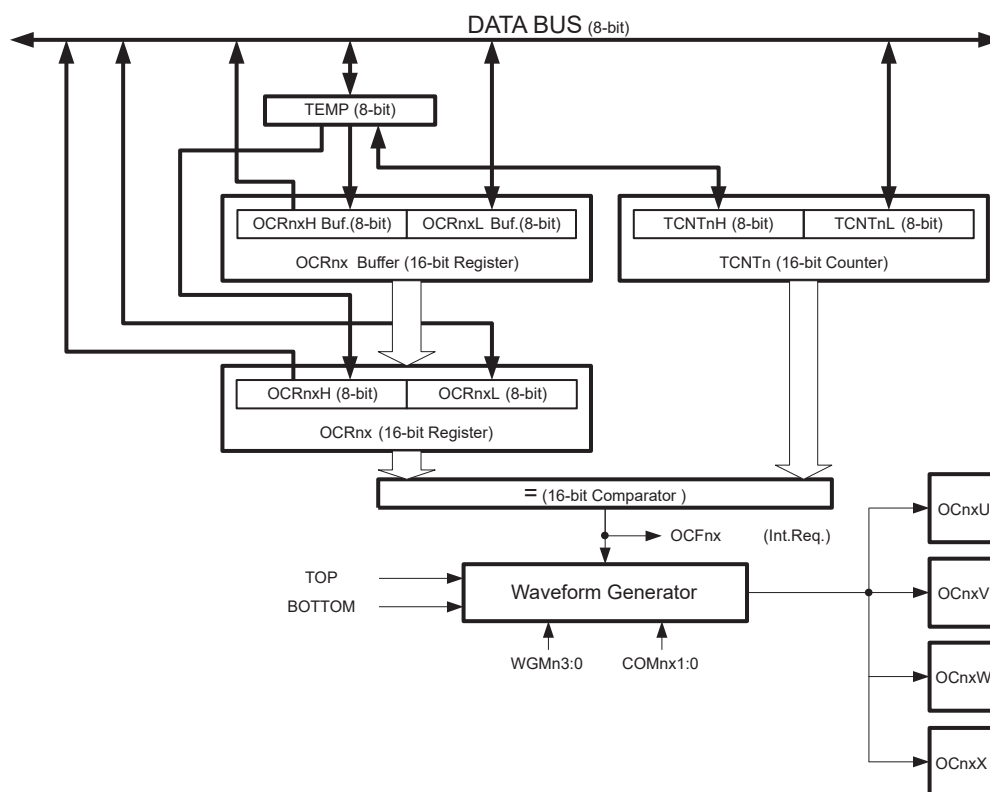 DATA BUS (8-bit)
TEMP (8-bit)
OCRnxH Buf.(8-bit) OCRnxL Buf.(8-bit)
OCRnx Buffer (16-bit Register)
TCNTnH (8-bit) TCNTnL (8-bit)
TCNTn (16-bit Counter)
OCRnxH (8-bit) OCRnxL (8-bit)
OCRnx (16-bit Register)
= (16-bit Comparator )
OCFnx (Int.Req.)
TOP
BOTTOM
Waveform Generator
WGMn3:0 COMnx1:0
OCnxU
OCnxV
OCnxW
OCnxX